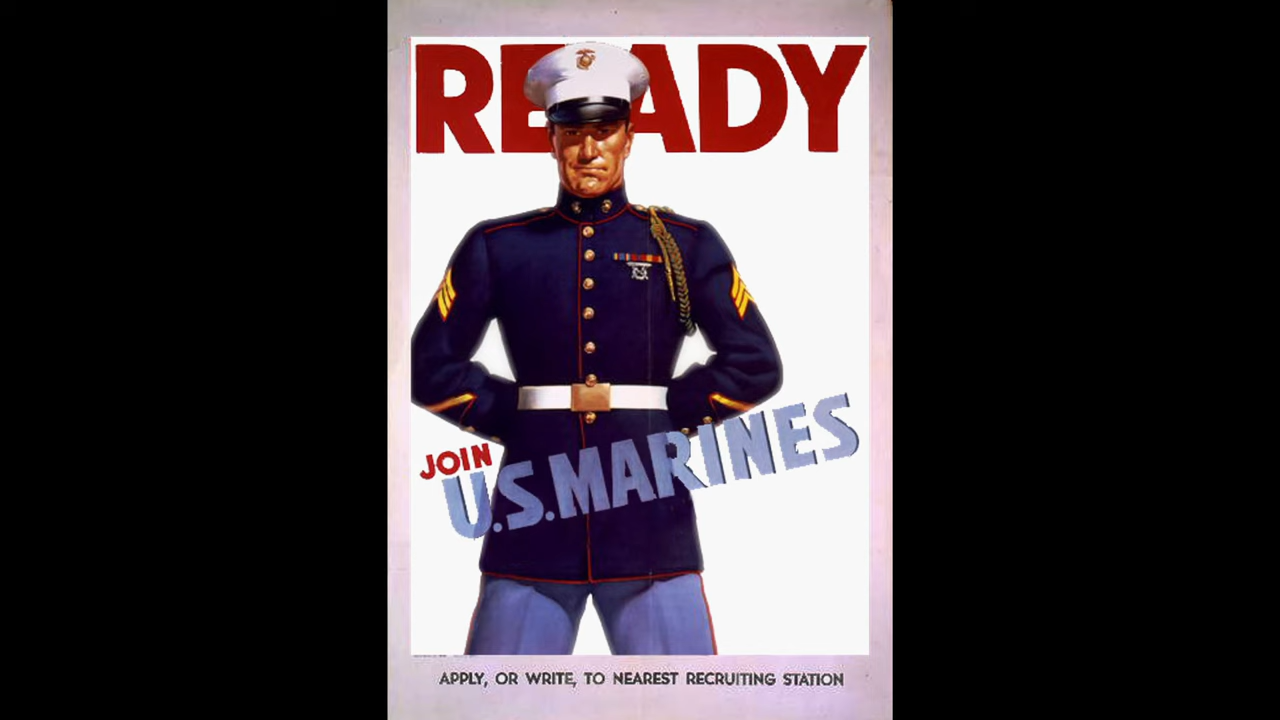 READY
JOIN
U.S. MARINES
APPLY, OR WRITE, TO NEAREST RECRUITING STATION